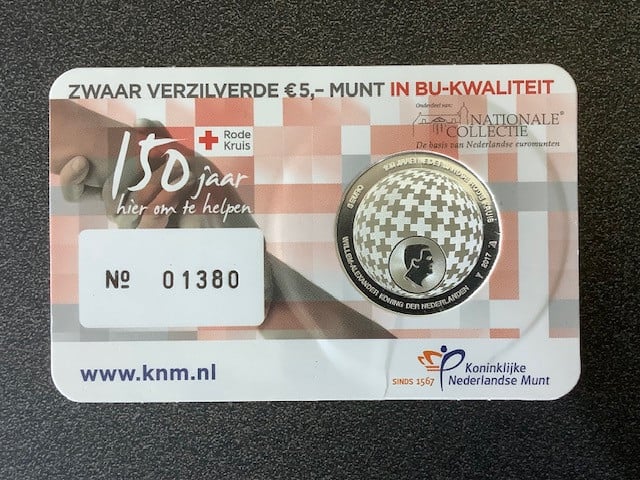 ZWAAR VERZILVERDE €5,- MUNT IN BU-KWALITEIT
Onderdeel van:
NATIONALE®
COLLECTIE
De basis van Nederlandse euromunten
Rode
Kruis
150 jaar
hier om te helpen
Nº 01380
WILLEM-ALEXANDER KONING DER NEDERLANDEN
2017
www.knm.nl
SINDS 1567
Koninklijke
Nederlandse Munt